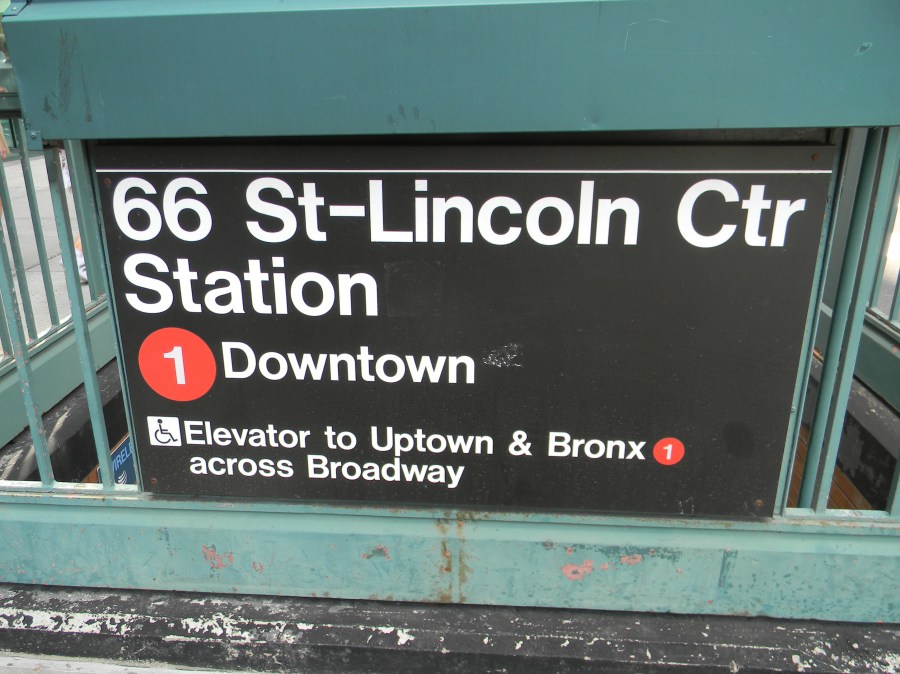 66 St-Lincoln Ctr
Station
1 Downtown
Elevator to Uptown & Bronx 1
across Broadway